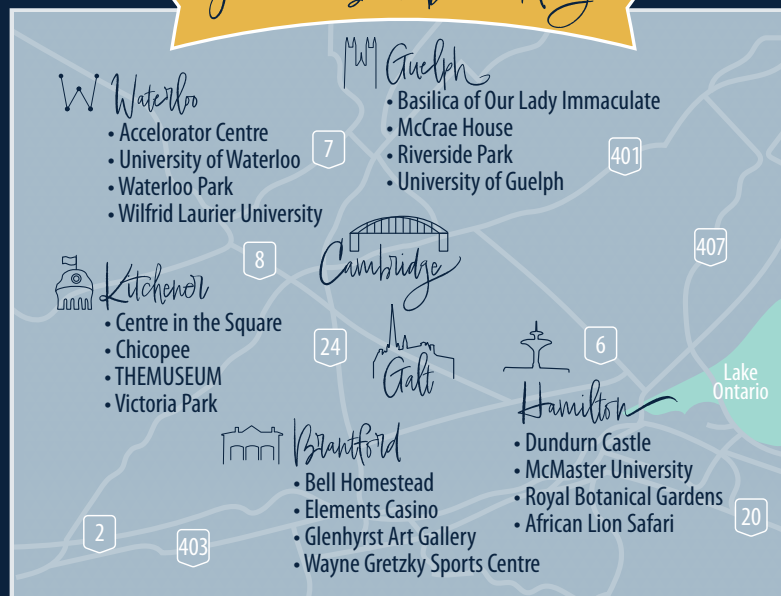 Waterloo
• Accelorator Centre
• University of Waterloo
• Waterloo Park
• Wilfrid Laurier University
Guelph
• Basilica of Our Lady Immaculate
• McCrae House
• Riverside Park
• University of Guelph
7
401
407
8
Cambridge
Kitchener
• Centre in the Square
• Chicopee
• THEMUSEUM
• Victoria Park
24
Galt
6
Lake
Ontario
Hamilton
• Dundurn Castle
• McMaster University
• Royal Botanical Gardens
• African Lion Safari
Brantford
• Bell Homestead
• Elements Casino
• Glenhyrst Art Gallery
• Wayne Gretzky Sports Centre
2
403
20